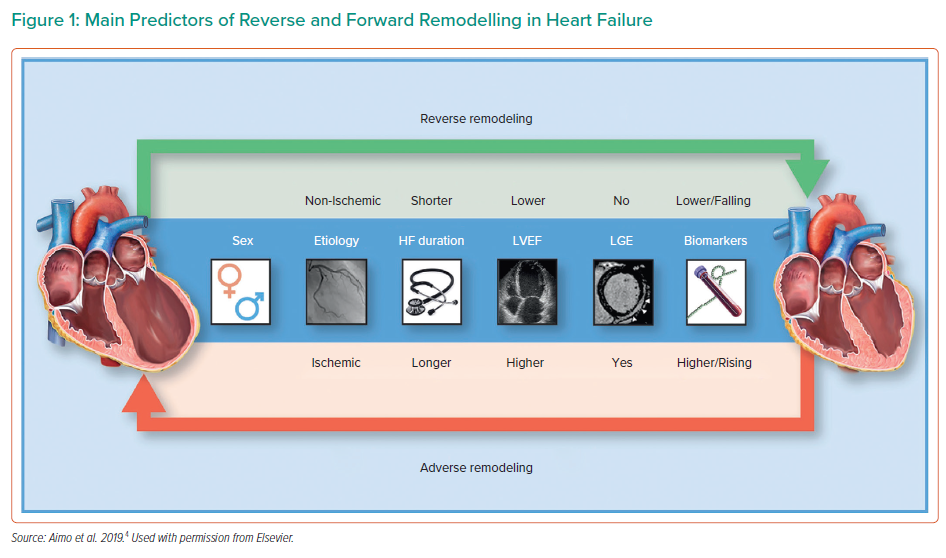 Figure 1: Main Predictors of Reverse and Forward Remodelling in Heart Failure
Reverse remodeling
Non-Ischemic Shorter Lower No Lower/Falling
Sex Etiology HF duration LVEF LGE Biomarkers
Ischemic Longer Higher Yes Higher/Rising
Adverse remodeling
Source: Aimo et al. 2019.⁴ Used with permission from Elsevier.